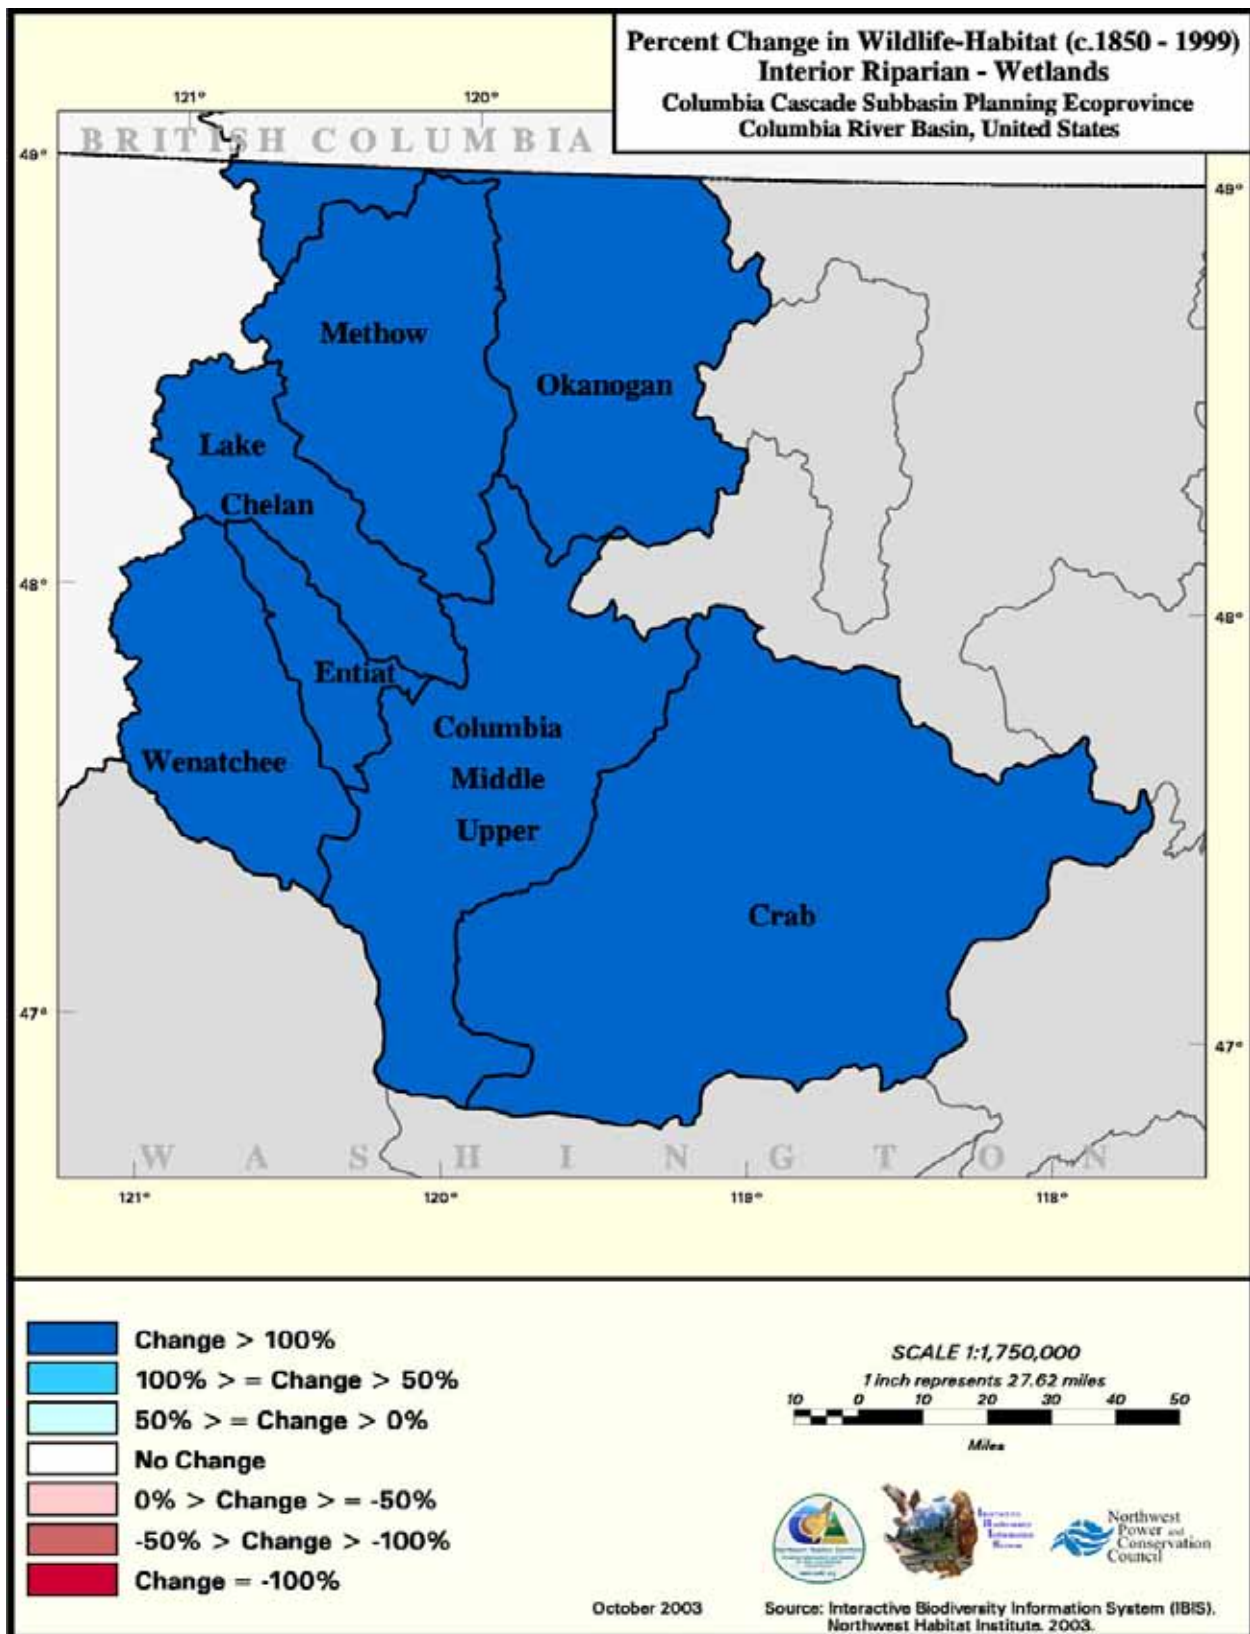 Percent Change in Wildlife-Habitat (c.1850 - 1999)
Interior Riparian - Wetlands
Columbia Cascade Subbasin Planning Ecoprovince
Columbia River Basin, United States
121° 120°
BRITISH COLUMBIA
49° 49°
Methow
Okanogan
Lake
Chelan
48° 48°
Entiat
Columbia
Wenatchee
Middle
Upper
Crab
47° 47°
WASHINGTON
121° 120° 119° 118°
Change > 100%
100% > = Change > 50%
50% > = Change > 0%
No Change
0% > Change > = -50%
-50% > Change > -100%
Change = -100%
SCALE 1:1,750,000
1 inch represents 27.62 miles
10 0 10 20 30 40 50
Miles
Interactive
Biodiversity
Information
System
Northwest
Power and
Conservation
Council
October 2003
Source: Interactive Biodiversity Information System (IBIS).
Northwest Habitat Institute. 2003.